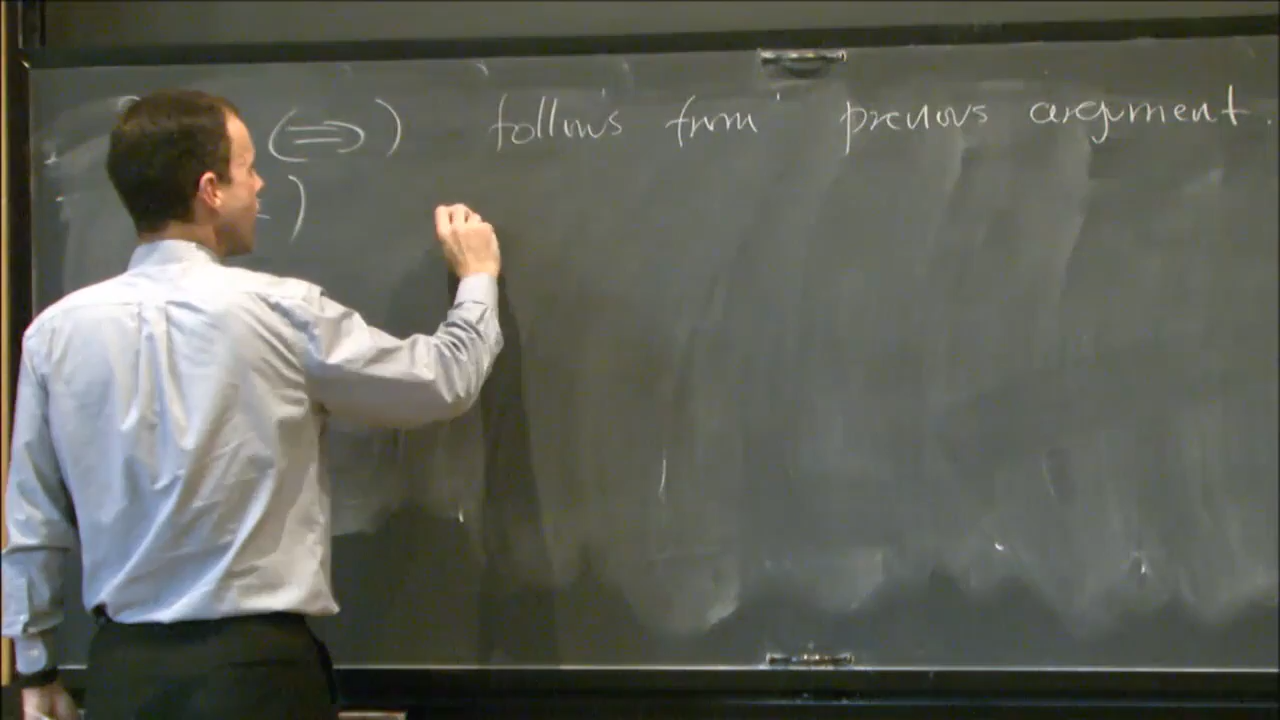 (⇒) follows from previous argument.
)